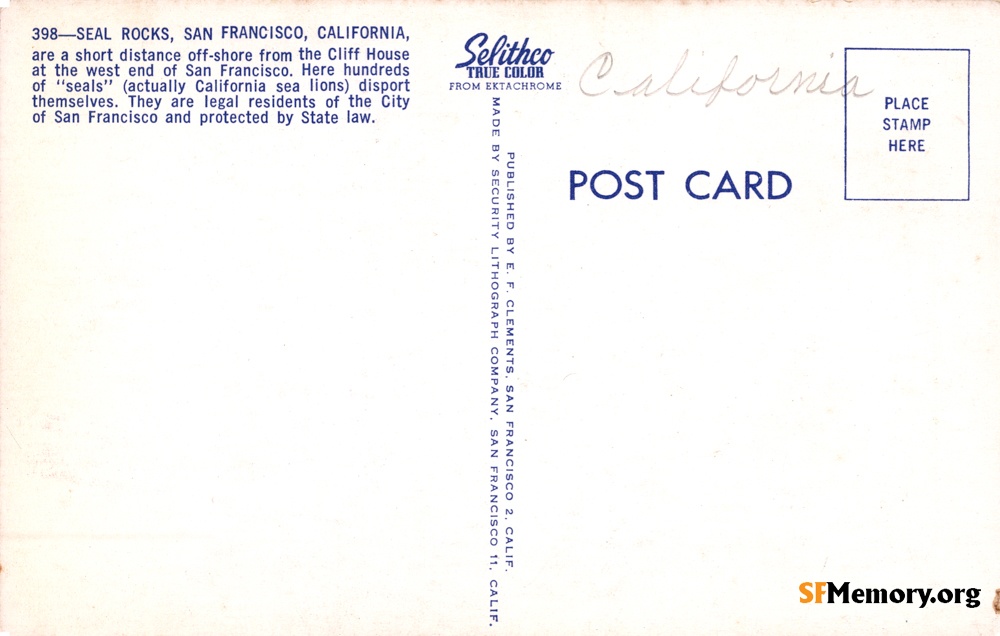 398—SEAL ROCKS, SAN FRANCISCO, CALIFORNIA,
are a short distance off-shore from the Cliff House
at the west end of San Francisco. Here hundreds
of "seals" (actually California sea lions) disport
themselves. They are legal residents of the City
of San Francisco and protected by State law.
Selithco
TRUE COLOR
FROM EKTACHROME
California
PLACE
STAMP
HERE
POST CARD
PUBLISHED BY E. F. CLEMENTS, SAN FRANCISCO 2, CALIF.
MADE BY SECURITY LITHOGRAPH COMPANY, SAN FRANCISCO 11, CALIF.
SFMemory.org